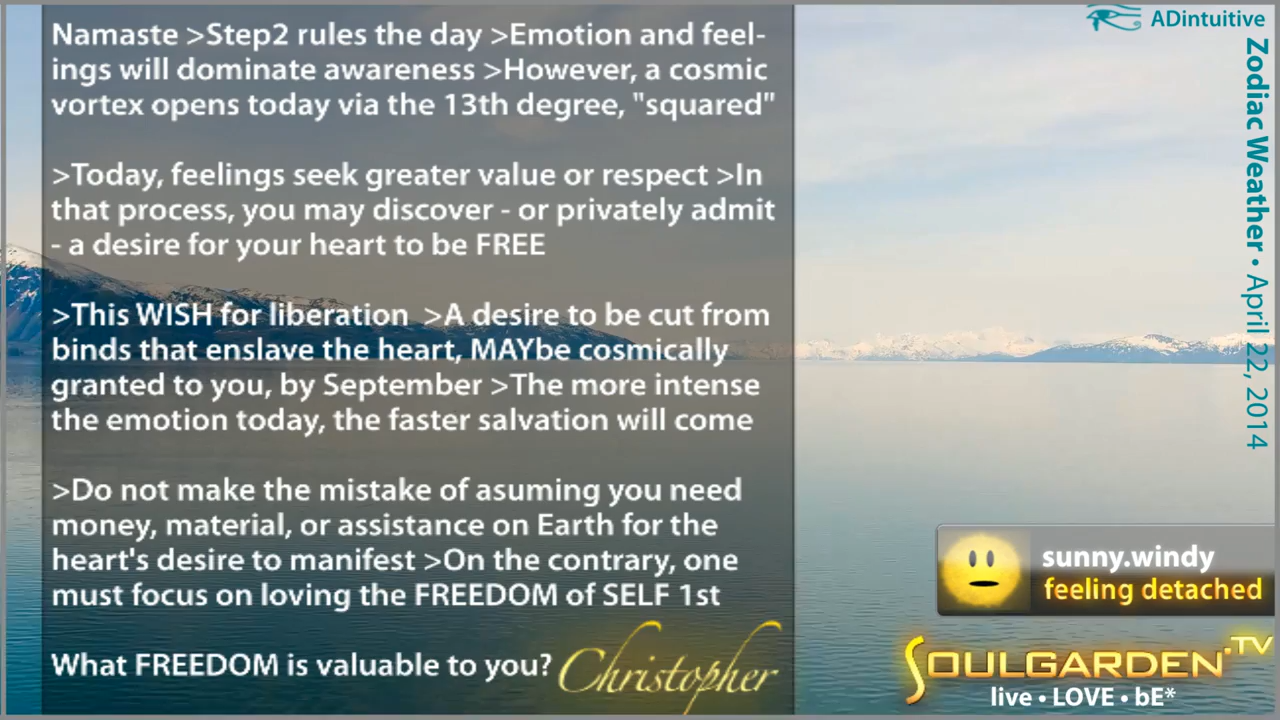 Namaste >Step2 rules the day >Emotion and feel-
ings will dominate awareness >However, a cosmic
vortex opens today via the 13th degree, "squared"
>Today, feelings seek greater value or respect >In
that process, you may discover - or privately admit
- a desire for your heart to be FREE
>This WISH for liberation >A desire to be cut from
binds that enslave the heart, MAYbe cosmically
granted to you, by September >The more intense
the emotion today, the faster salvation will come
>Do not make the mistake of asuming you need
money, material, or assistance on Earth for the
heart's desire to manifest >On the contrary, one
must focus on loving the FREEDOM of SELF 1st
What FREEDOM is valuable to you? Christopher
ADintuitive
Zodiac Weather • April 22, 2014
sunny.windy
feeling detached
SOULGARDEN.TV
live • LOVE • bE*